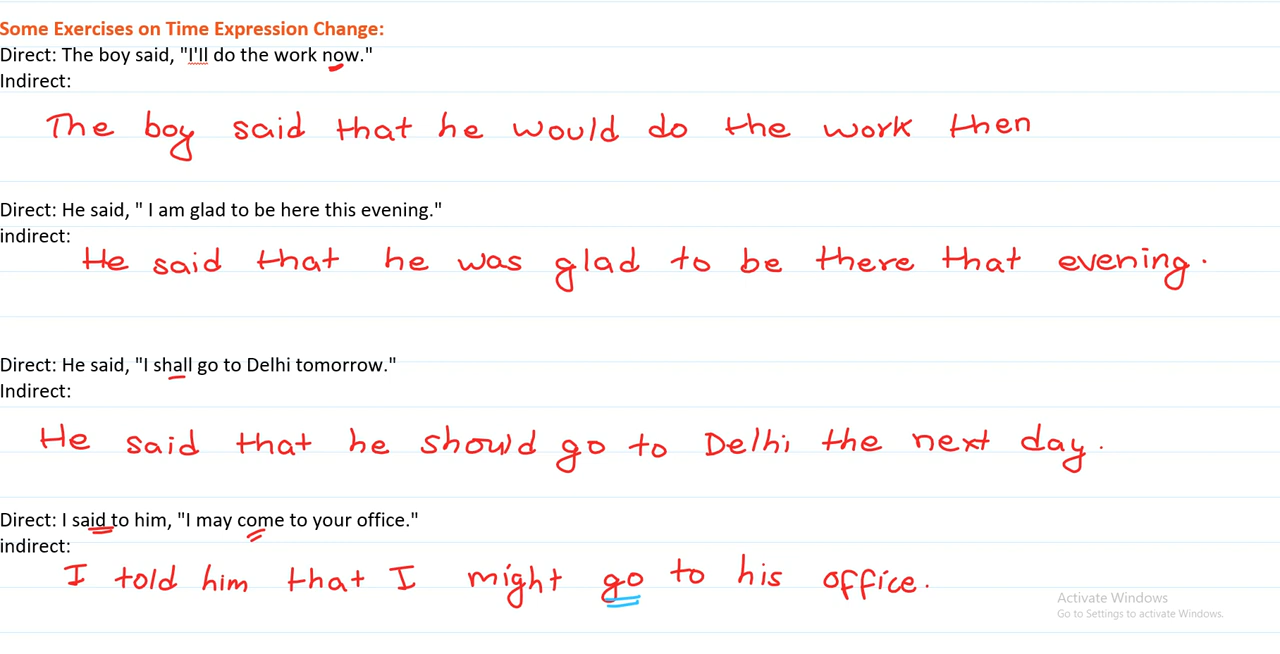 Some Exercises on Time Expression Change:
Direct: The boy said, "I'll do the work now."
Indirect:
The boy said that he would do the work then
Direct: He said, " I am glad to be here this evening."
indirect:
He said that he was glad to be there that evening.
Direct: He said, "I shall go to Delhi tomorrow."
Indirect:
He said that he should go to Delhi the next day.
Direct: I said to him, "I may come to your office."
indirect:
I told him that I might go to his office.
Activate Windows
Go to Settings to activate Windows.